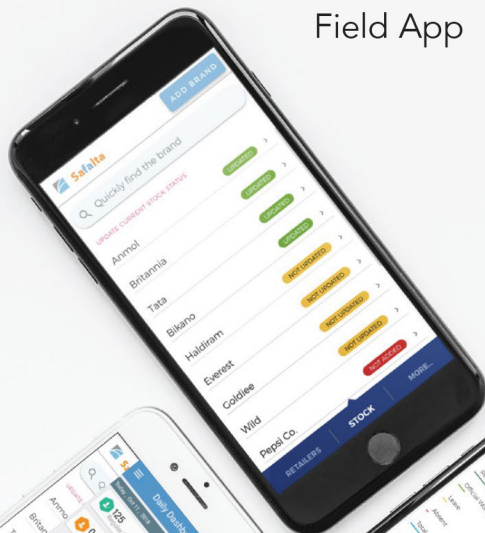 Field App
Safalta
ADD BRAND
Quickly find the brand
UPDATE CURRENT STOCK STATUS
Anmol UPDATED
Britannia UPDATED
Tata UPDATED
Bikano UPDATED
Haldiram NOT UPDATED
Everest NOT UPDATED
Goldiee NOT UPDATED
Wild NOT UPDATED
Pepsi Co. NOT ADDED
RETAILERS STOCK MORE...
Daily Dashb
125
UPDATE
Anmo
Britan
Leave
Absent
Total